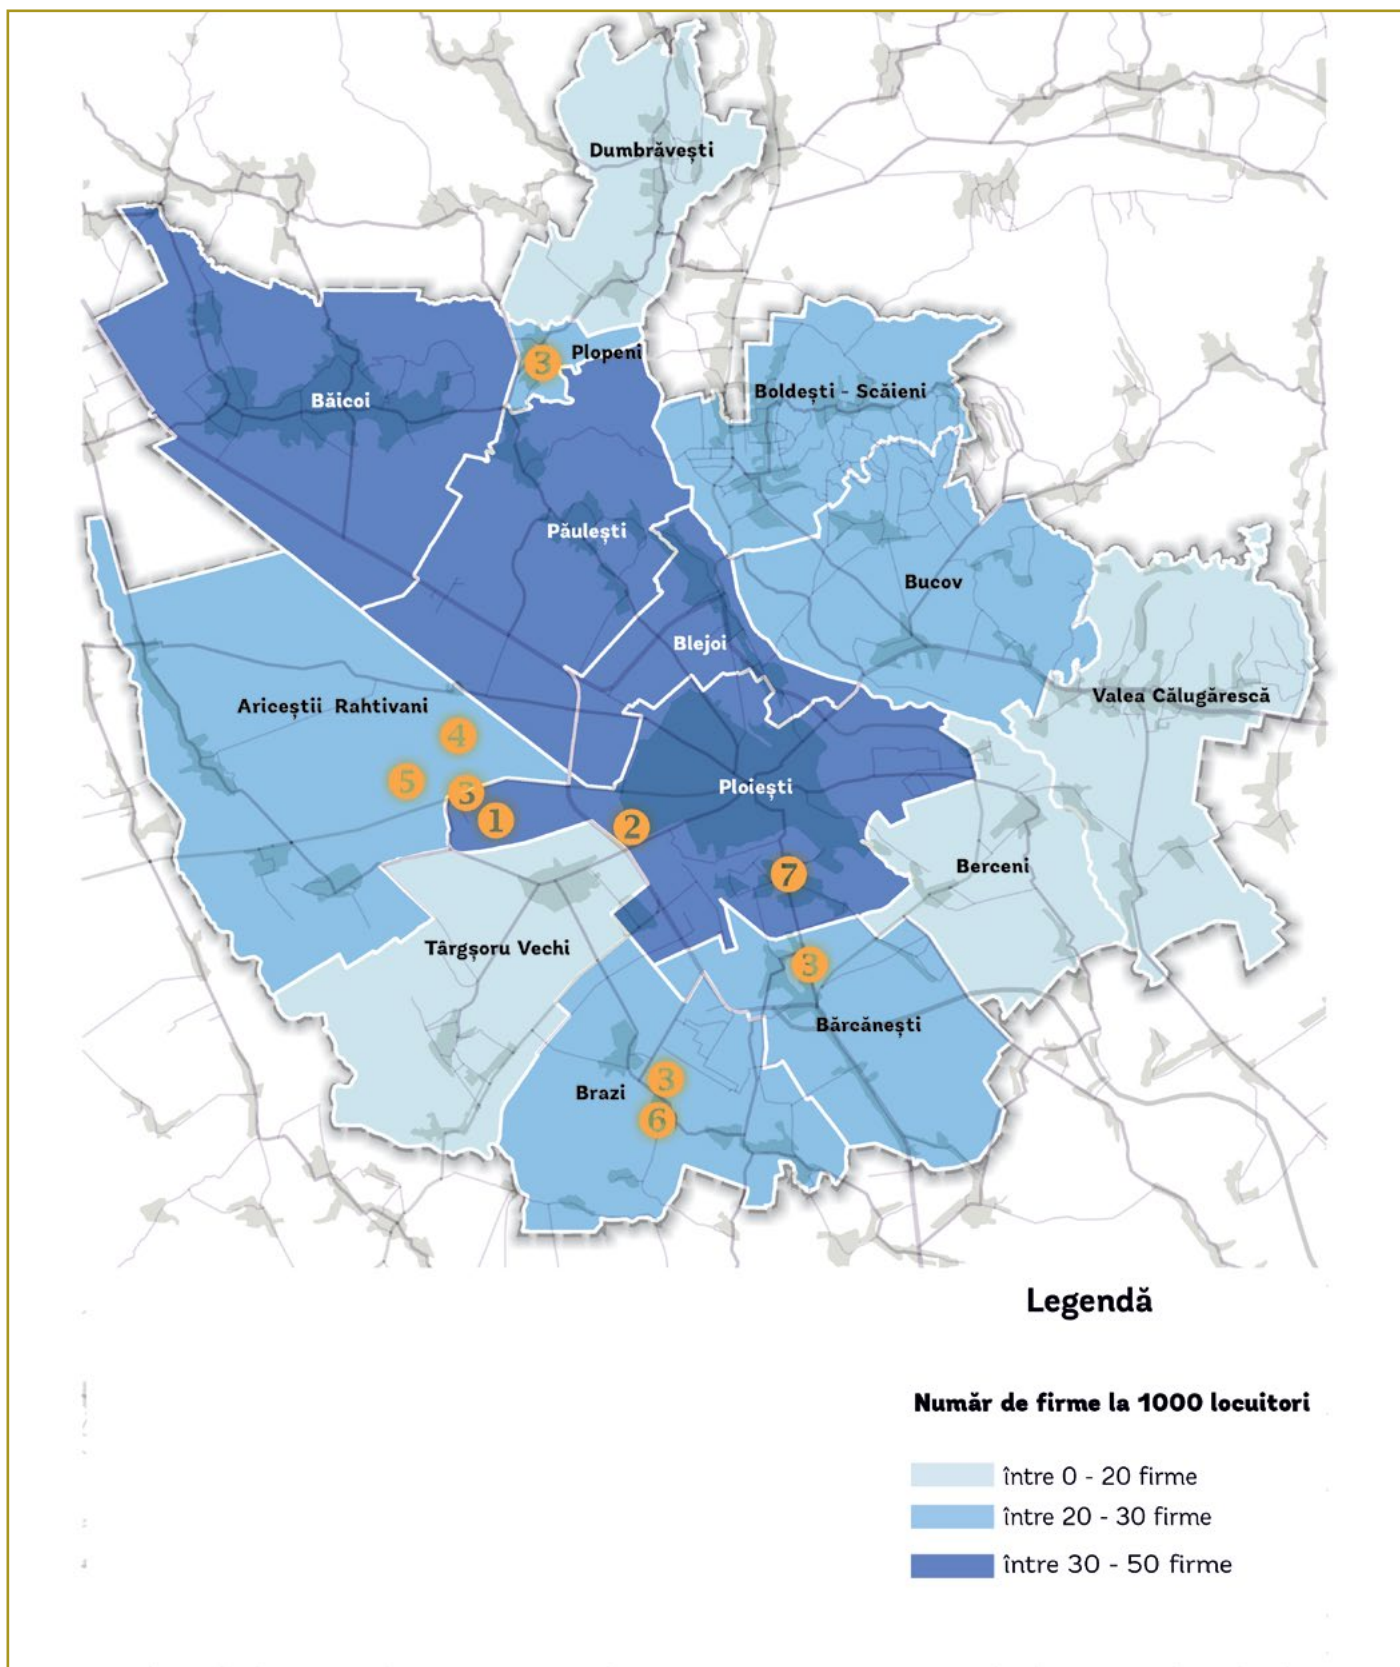 Dumbrăvești
Plopeni
3
Băicoi
Boldești - Scăieni
Păulești
Bucov
Blejoi
Valea Călugărească
Ariceștii Rahtivani
4
5
3
1
2
Ploiești
7
Berceni
Târgșoru Vechi
3
Bărcănești
Brazi
3
6
Legendă
Număr de firme la 1000 locuitori
între 0 - 20 firme
între 20 - 30 firme
între 30 - 50 firme